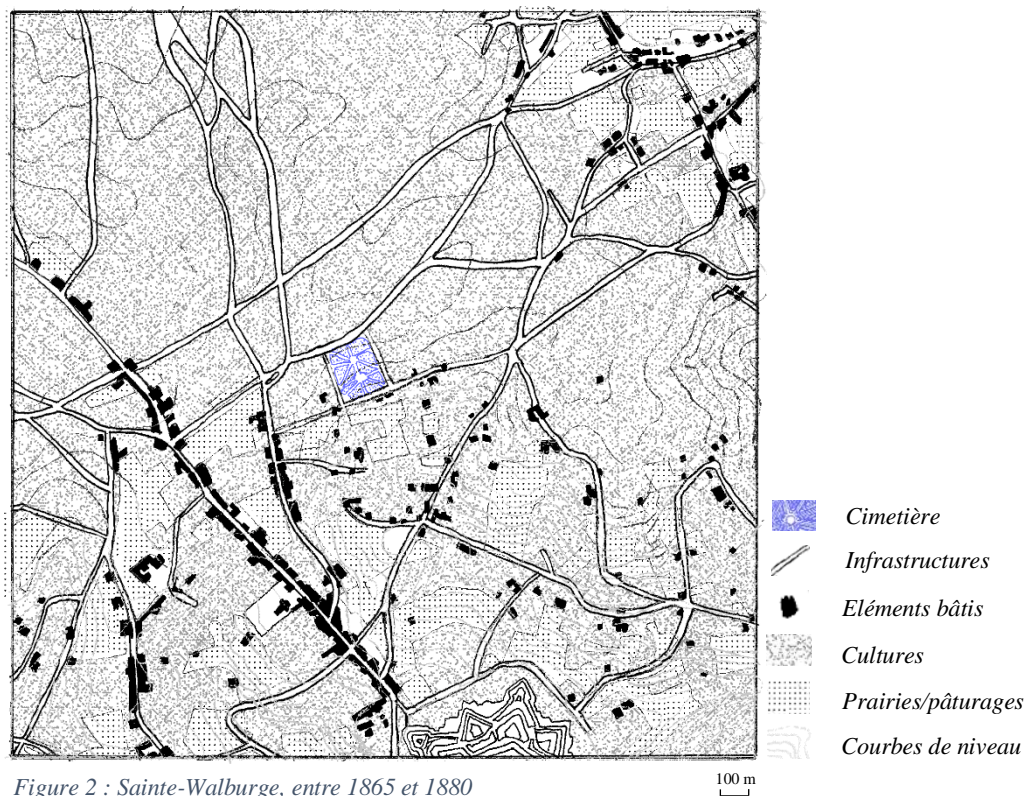 Cimetière
Infrastructures
Eléments bâtis
Cultures
Prairies/pâturages
Courbes de niveau
100 m
Figure 2 : Sainte-Walburge, entre 1865 et 1880